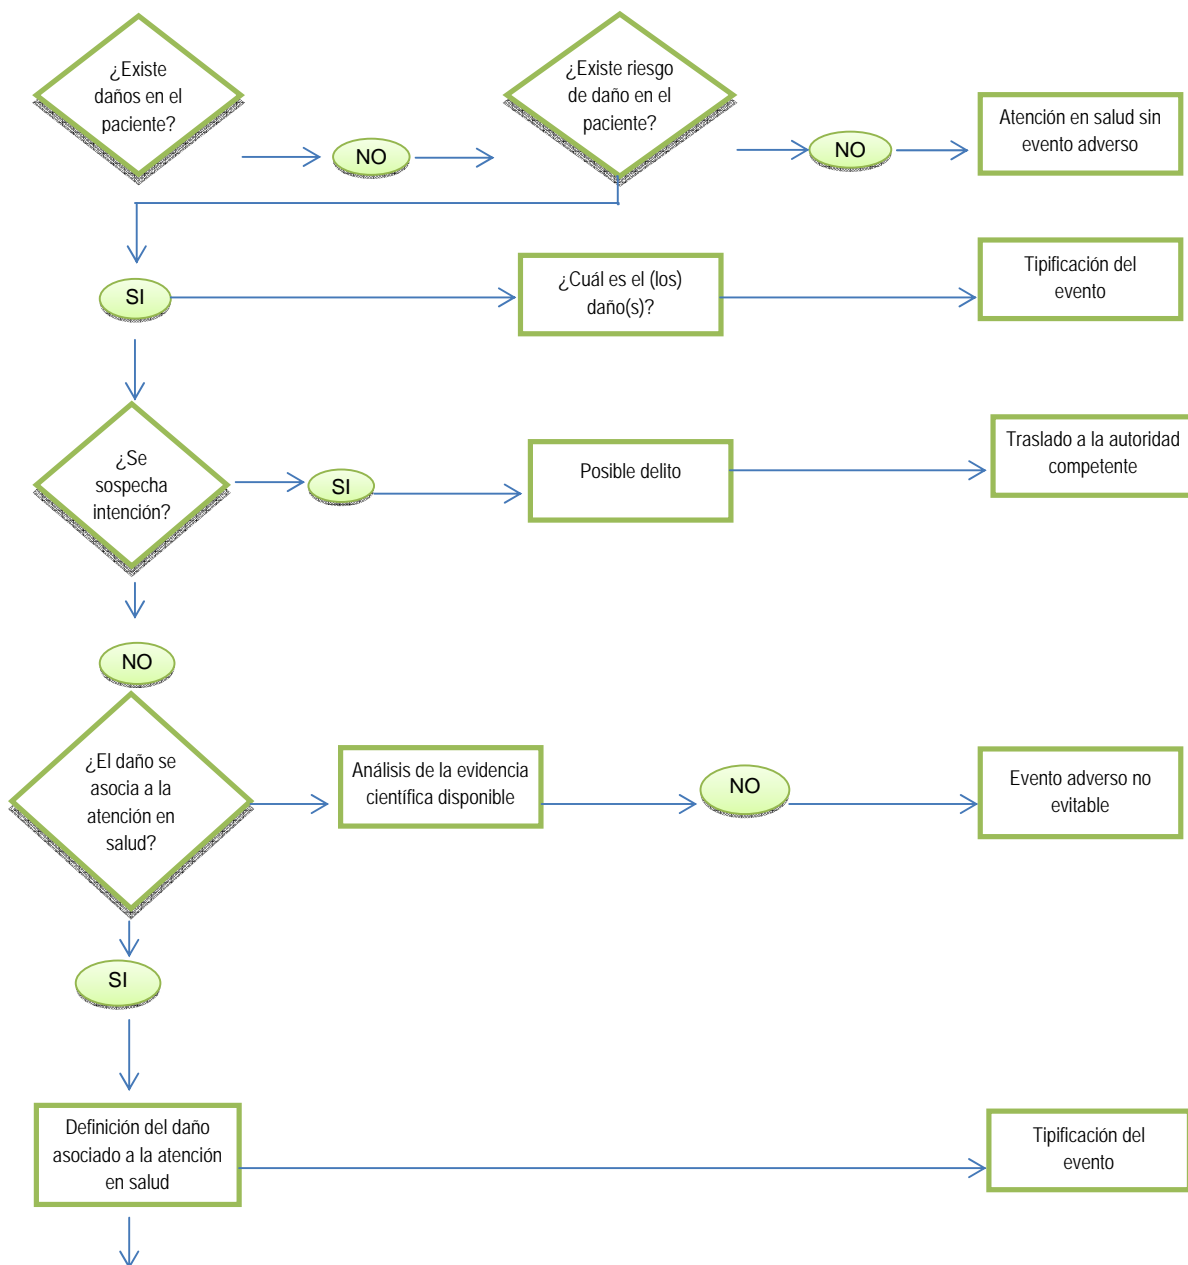 ¿Existe
daños en el
paciente?
NO
¿Existe riesgo
de daño en el
paciente?
NO
Atención en salud sin
evento adverso
SI
¿Cuál es el (los)
daño(s)?
Tipificación del
evento
¿Se
sospecha
intención?
SI
Posible delito
Traslado a la autoridad
competente
NO
¿El daño se
asocia a la
atención en
salud?
Análisis de la evidencia
científica disponible
NO
Evento adverso no
evitable
SI
Definición del daño
asociado a la atención
en salud
Tipificación del
evento